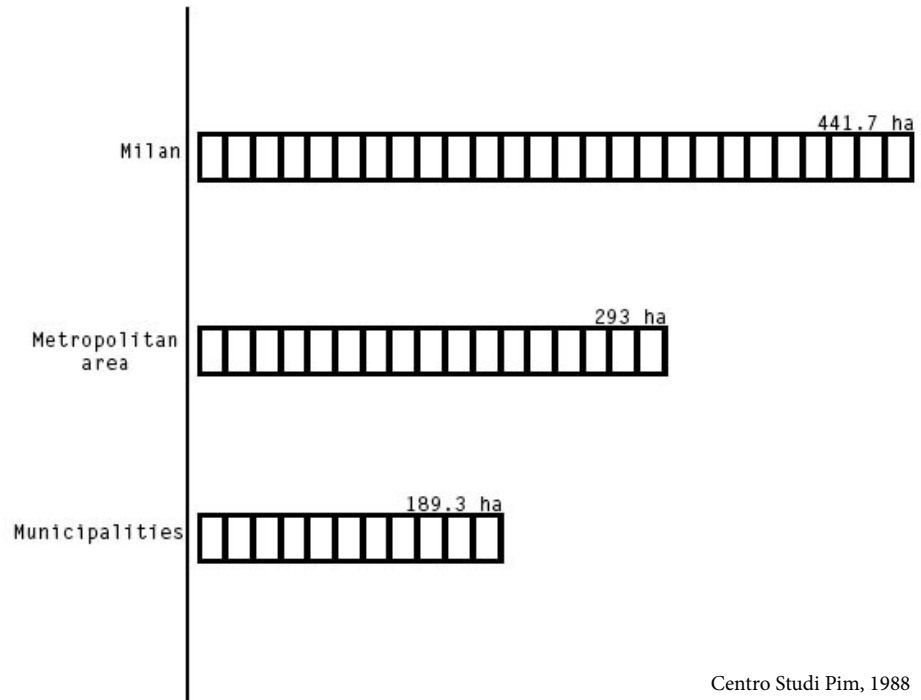 441.7 ha
Milan
293 ha
Metropolitan
area
189.3 ha
Municipalities
Centro Studi Pim, 1988